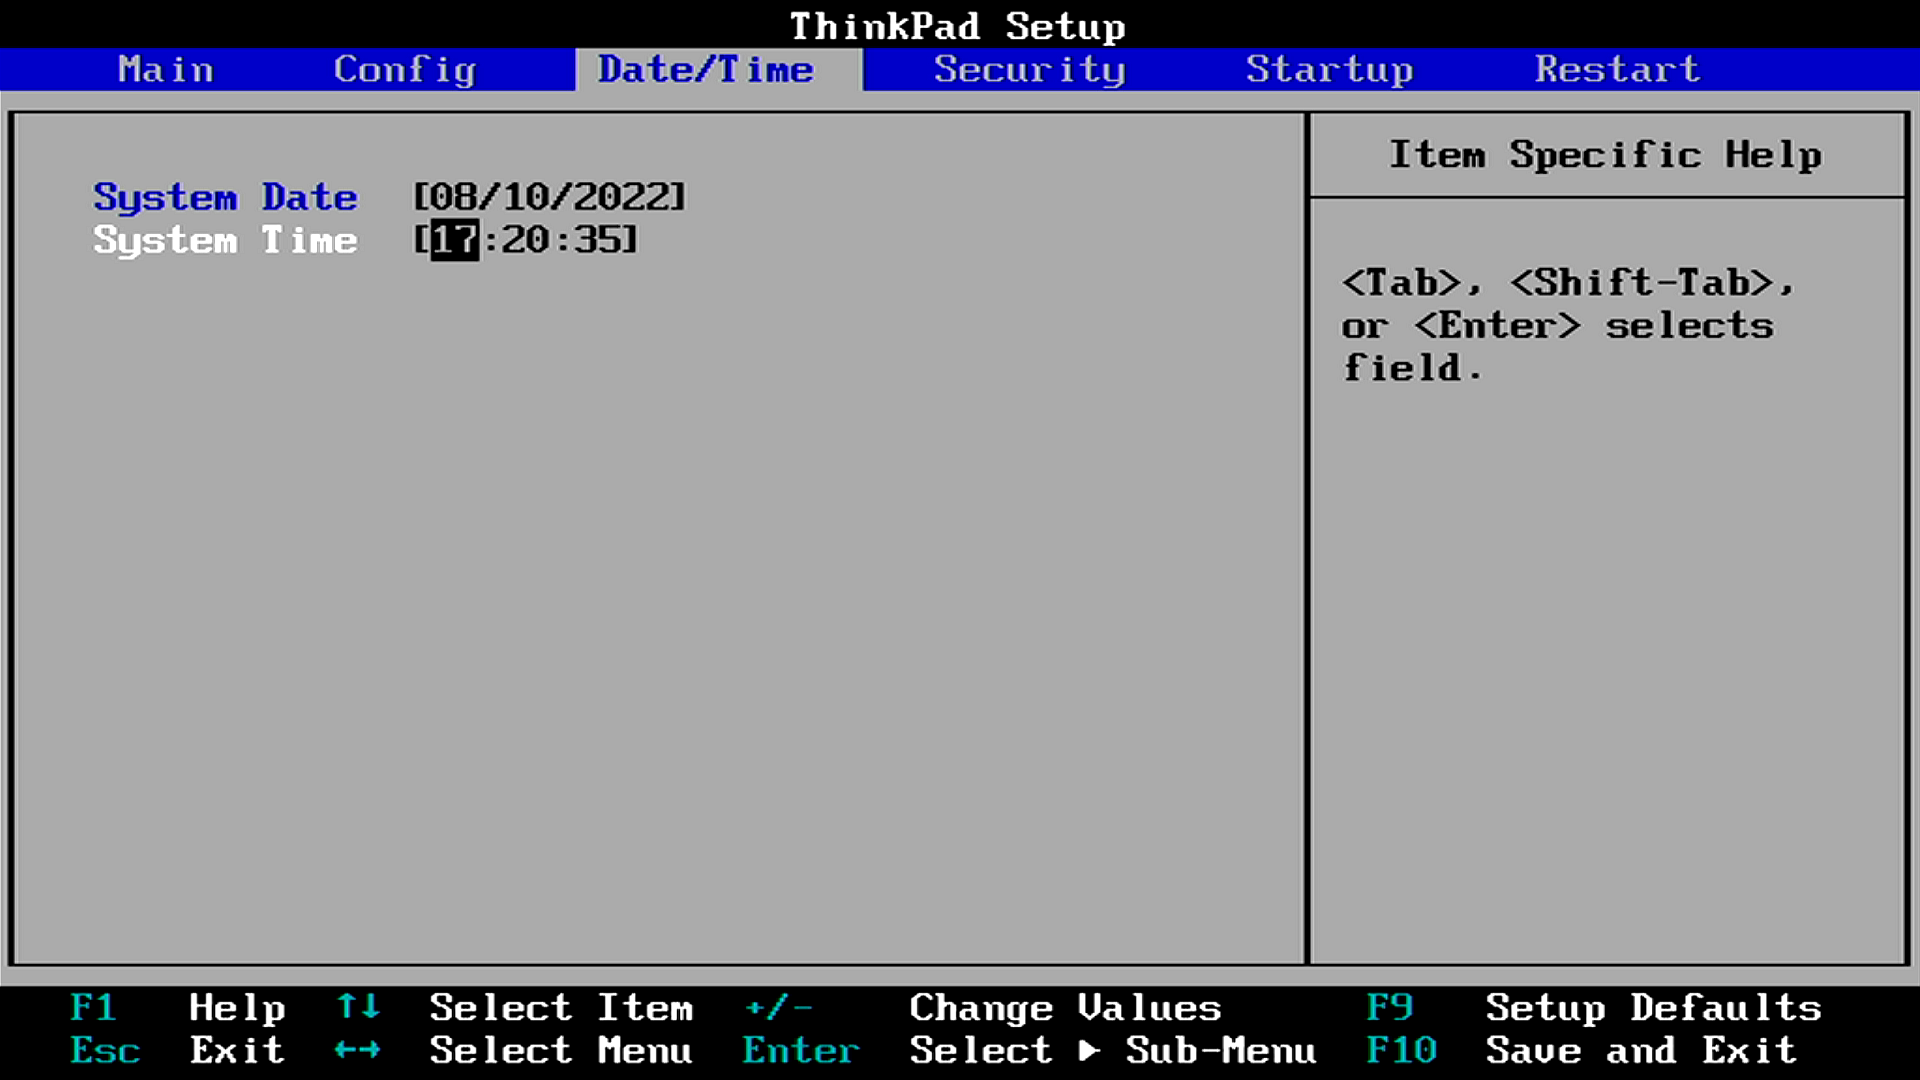 ThinkPad Setup
Main Config Date/Time Security Startup Restart
System Date [08/10/2022]
System Time [17:20:35]
Item Specific Help
<Tab>, <Shift-Tab>,
or <Enter> selects
field.
F1 Help ↑↓ Select Item +/- Change Values F9 Setup Defaults
Esc Exit ←→ Select Menu Enter Select ▶ Sub-Menu F10 Save and Exit